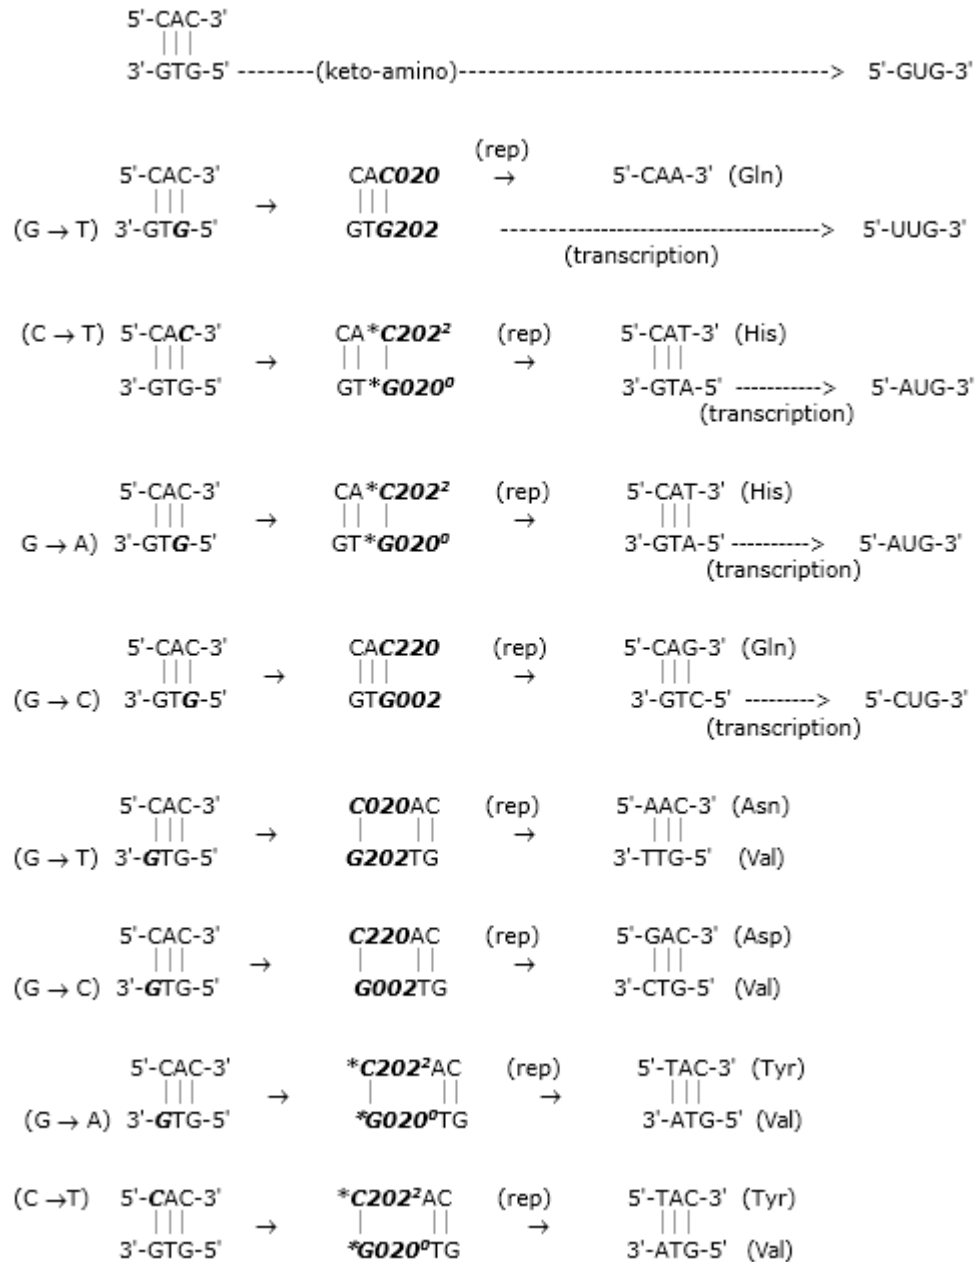 5'-CAC-3'
| | |
3'-GTG-5' --------(keto-amino)-------------------------------------> 5'-GUG-3'
(rep)
5'-CAC-3' CAC020 → 5'-CAA-3' (Gln)
| | | → | | |
(G → T) 3'-GTG-5' GTG202 --------------------------------------> 5'-UUG-3'
(transcription)
(C → T) 5'-CAC-3' CA*C202² (rep) 5'-CAT-3' (His)
| | | → | | | → | | |
3'-GTG-5' GT*G020⁰ 3'-GTA-5' -----------> 5'-AUG-3'
(transcription)
5'-CAC-3' CA*C202² (rep) 5'-CAT-3' (His)
| | | → | | | → | | |
G → A) 3'-GTG-5' GT*G020⁰ 3'-GTA-5' ----------> 5'-AUG-3'
(transcription)
5'-CAC-3' CAC220 (rep) 5'-CAG-3' (Gln)
| | | → | | | → | | |
(G → C) 3'-GTG-5' GTG002 3'-GTC-5' ---------> 5'-CUG-3'
(transcription)
5'-CAC-3' C020AC (rep) 5'-AAC-3' (Asn)
| | | → | | | → | | |
(G → T) 3'-GTG-5' G202TG 3'-TTG-5' (Val)
5'-CAC-3' C220AC (rep) 5'-GAC-3' (Asp)
| | | → | | | → | | |
(G → C) 3'-GTG-5' G002TG 3'-CTG-5' (Val)
5'-CAC-3' *C202²AC (rep) 5'-TAC-3' (Tyr)
| | | → | | | → | | |
(G → A) 3'-GTG-5' *G020⁰TG 3'-ATG-5' (Val)
(C →T) 5'-CAC-3' *C202²AC (rep) 5'-TAC-3' (Tyr)
| | | → | | | → | | |
3'-GTG-5' *G020⁰TG 3'-ATG-5' (Val)